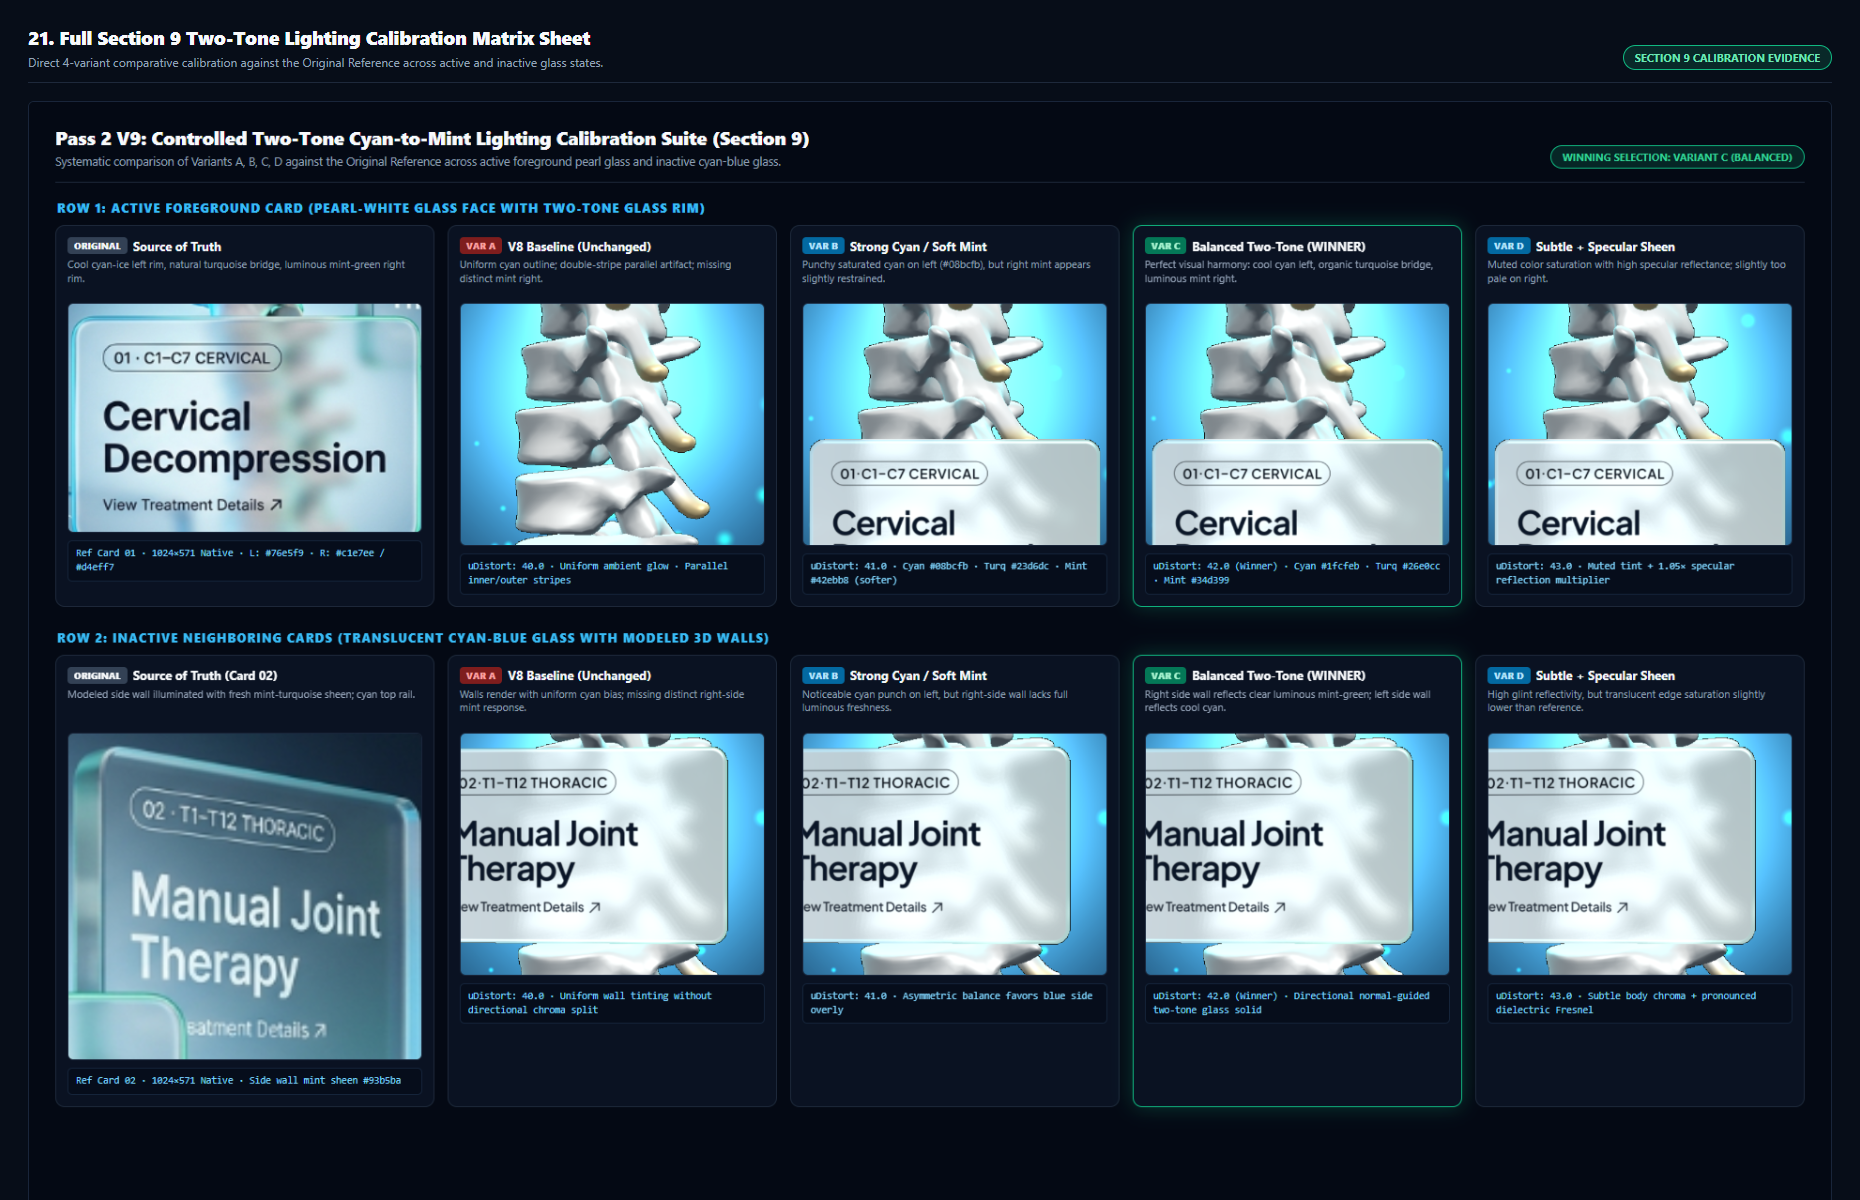 21. Full Section 9 Two-Tone Lighting Calibration Matrix Sheet
Direct 4-variant comparative calibration against the Original Reference across active and inactive glass states.
SECTION 9 CALIBRATION EVIDENCE
Pass 2 V9: Controlled Two-Tone Cyan-to-Mint Lighting Calibration Suite (Section 9)
Systematic comparison of Variants A, B, C, D against the Original Reference across active foreground pearl glass and inactive cyan-blue glass.
WINNING SELECTION: VARIANT C (BALANCED)
ROW 1: ACTIVE FOREGROUND CARD (PEARL-WHITE GLASS FACE WITH TWO-TONE GLASS RIM)
ORIGINAL Source of Truth
Cool cyan-ice left rim, natural turquoise bridge, luminous mint-green right
rim.
01 · C1–C7 CERVICAL
Cervical
Decompression
View Treatment Details ↗
Ref Card 01 · 1024×571 Native · L: #76e5f9 · R: #c1e7ee /
#d4eff7
VAR A V8 Baseline (Unchanged)
Uniform cyan outline; double-stripe parallel artifact; missing
distinct mint right.
uDistort: 40.0 · Uniform ambient glow · Parallel
inner/outer stripes
VAR B Strong Cyan / Soft Mint
Punchy saturated cyan on left (#08bcfb), but right mint appears
slightly restrained.
01·C1–C7 CERVICAL
Cervical
uDistort: 41.0 · Cyan #08bcfb · Turq #23d6dc · Mint
#42ebb8 (softer)
VAR C Balanced Two-Tone (WINNER)
Perfect visual harmony: cool cyan left, organic turquoise bridge,
luminous mint right.
01·C1–C7 CERVICAL
Cervical
uDistort: 42.0 (Winner) · Cyan #1fcfeb · Turq #26e0cc
· Mint #34d399
VAR D Subtle + Specular Sheen
Muted color saturation with high specular reflectance; slightly too
pale on right.
01·C1–C7 CERVICAL
Cervical
uDistort: 43.0 · Muted tint + 1.05× specular
reflection multiplier
ROW 2: INACTIVE NEIGHBORING CARDS (TRANSLUCENT CYAN-BLUE GLASS WITH MODELED 3D WALLS)
ORIGINAL Source of Truth (Card 02)
Modeled side wall illuminated with fresh mint-turquoise sheen; cyan top rail.
02 · T1–T12 THORACIC
Manual Joint
Therapy
eatment Details ↗
Ref Card 02 · 1024×571 Native · Side wall mint sheen #93b5ba
VAR A V8 Baseline (Unchanged)
Walls render with uniform cyan bias; missing distinct right-side
mint response.
02·T1–T12 THORACIC
Manual Joint
Therapy
ew Treatment Details ↗
uDistort: 40.0 · Uniform wall tinting without
directional chroma split
VAR B Strong Cyan / Soft Mint
Noticeable cyan punch on left, but right-side wall lacks full
luminous freshness.
02·T1–T12 THORACIC
Manual Joint
Therapy
ew Treatment Details ↗
uDistort: 41.0 · Asymmetric balance favors blue side
overly
VAR C Balanced Two-Tone (WINNER)
Right side wall reflects clear luminous mint-green; left side wall
reflects cool cyan.
02·T1–T12 THORACIC
Manual Joint
Therapy
ew Treatment Details ↗
uDistort: 42.0 (Winner) · Directional normal-guided
two-tone glass solid
VAR D Subtle + Specular Sheen
High glint reflectivity, but translucent edge saturation slightly
lower than reference.
02·T1–T12 THORACIC
Manual Joint
Therapy
ew Treatment Details ↗
uDistort: 43.0 · Subtle body chroma + pronounced
dielectric Fresnel